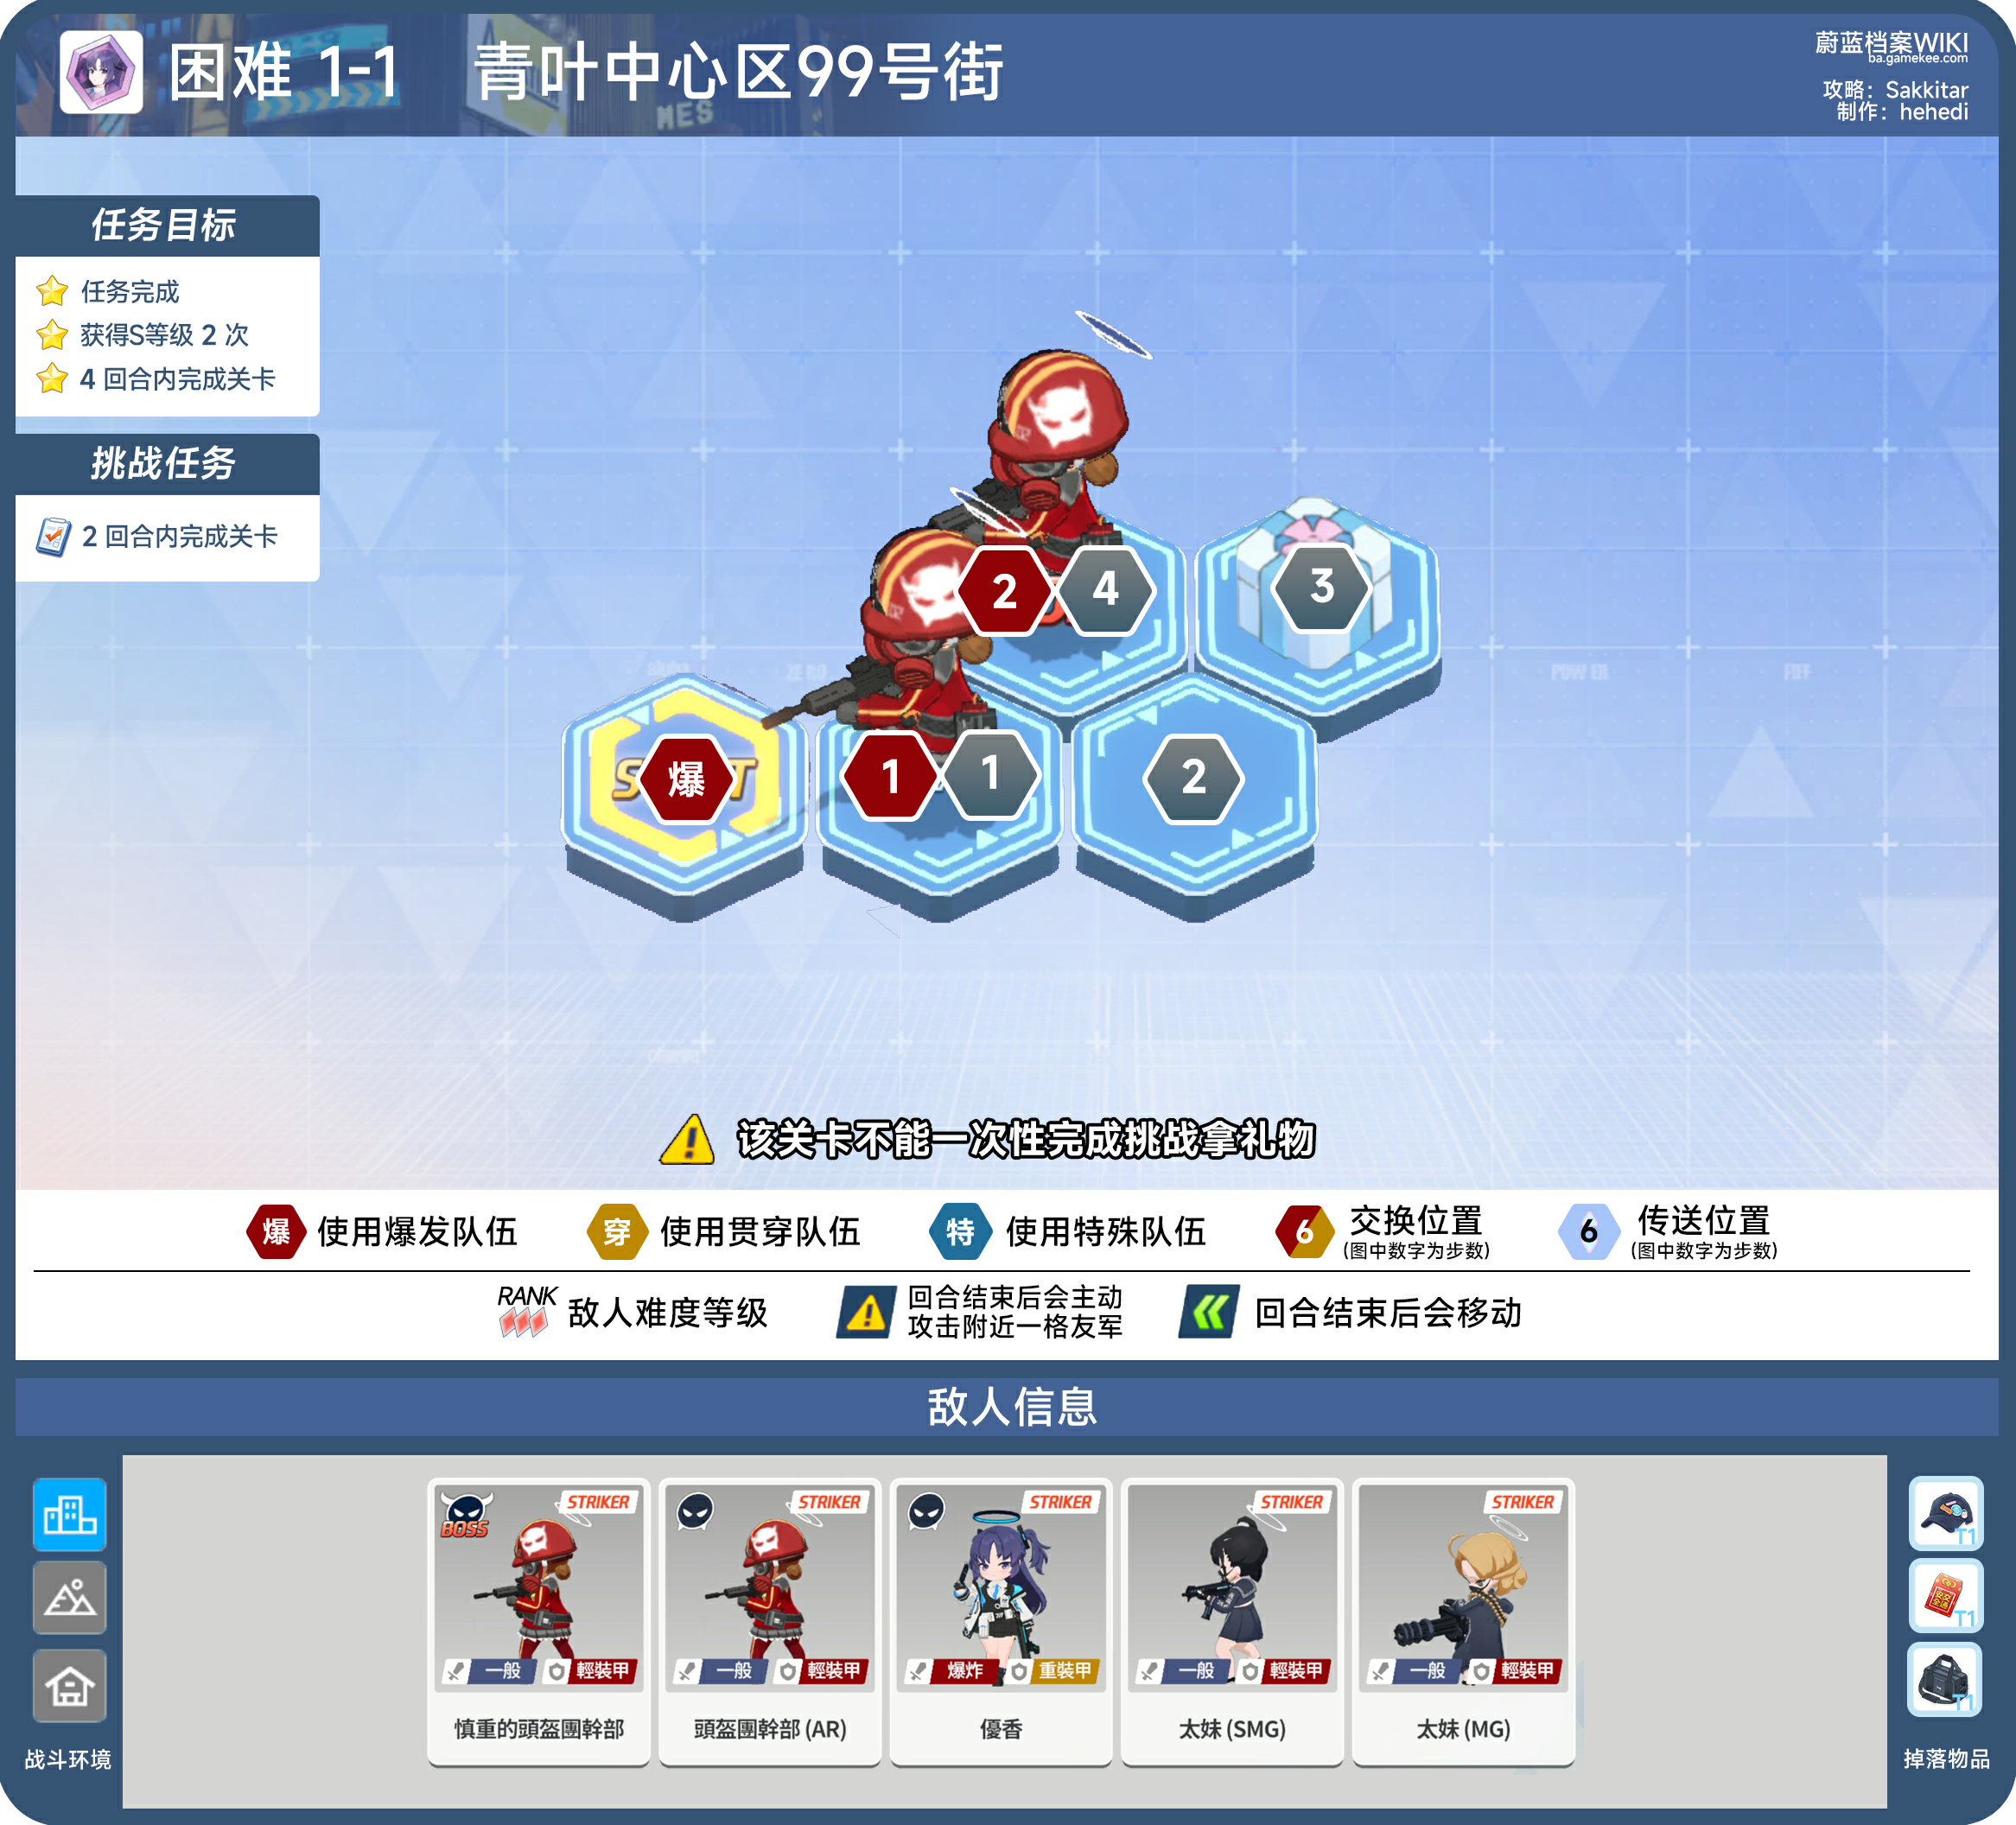 困难 1-1 青叶中心区99号街
MES
蔚蓝档案WIKI
ba.gamekee.com
攻略：Sakkitar
制作：hehedi
任务目标
任务完成
获得S等级 2 次
4 回合内完成关卡
挑战任务
2 回合内完成关卡
2 4 3
爆 1 1 2
该关卡不能一次性完成挑战拿礼物
爆 使用爆发队伍
穿 使用贯穿队伍
特 使用特殊队伍
6 交换位置
(图中数字为步数)
6 传送位置
(图中数字为步数)
RANK 敌人难度等级
回合结束后会主动
攻击附近一格友军
回合结束后会移动
敌人信息
战斗环境
BOSS STRIKER
一般 輕裝甲
慎重的頭盔團幹部
STRIKER
一般 輕裝甲
頭盔團幹部 (AR)
STRIKER
爆炸 重裝甲
優香
STRIKER
一般 輕裝甲
太妹 (SMG)
STRIKER
一般 輕裝甲
太妹 (MG)
T1
T1
T1
掉落物品